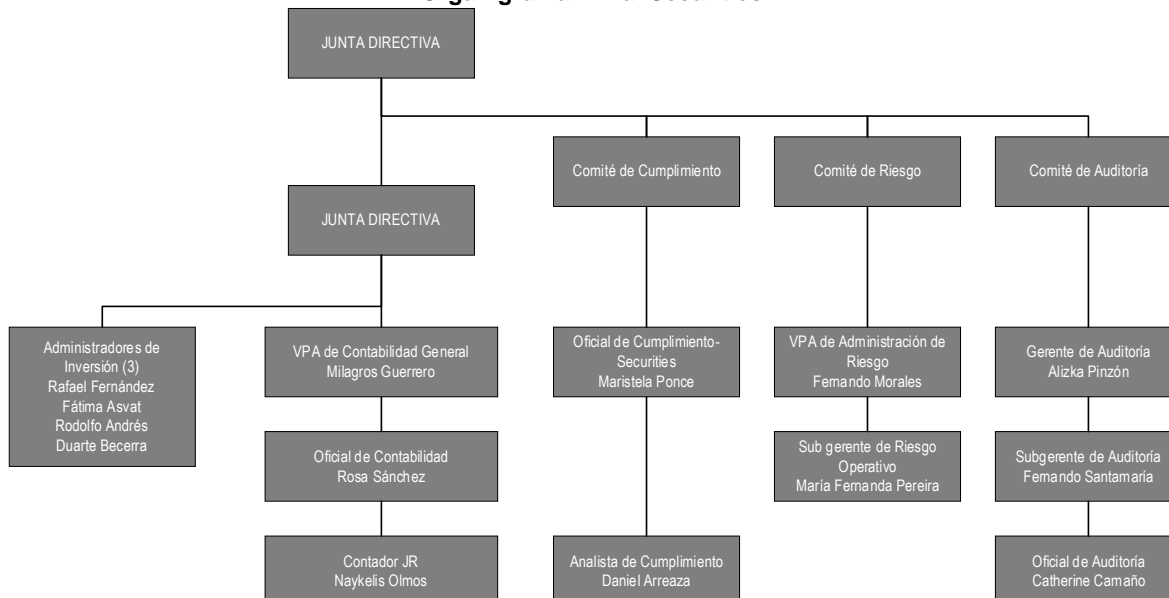 JUNTA DIRECTIVA
Comité de Cumplimiento
Comité de Riesgo
Comité de Auditoría
JUNTA DIRECTIVA
Administradores de
Inversión (3)
Rafael Fernández
Fátima Asvat
Rodolfo Andrés
Duarte Becerra
VPA de Contabilidad General
Milagros Guerrero
Oficial de Cumplimiento-
Securities
Maristela Ponce
VPA de Administración de
Riesgo
Fernando Morales
Gerente de Auditoría
Alizka Pinzón
Oficial de Contabilidad
Rosa Sánchez
Sub gerente de Riesgo
Operativo
María Fernanda Pereira
Subgerente de Auditoría
Fernando Santamaría
Contador JR
Naykelis Olmos
Analista de Cumplimiento
Daniel Arreaza
Oficial de Auditoría
Catherine Camaño